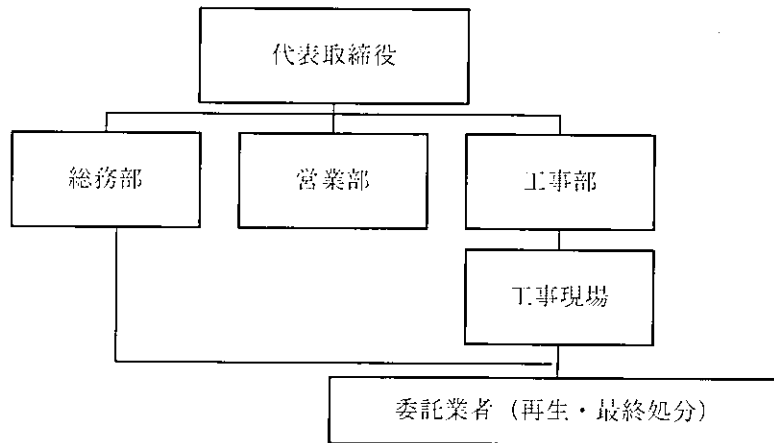 代表取締役
総務部
営業部
工事部
工事現場
委託業者（再生・最終処分）